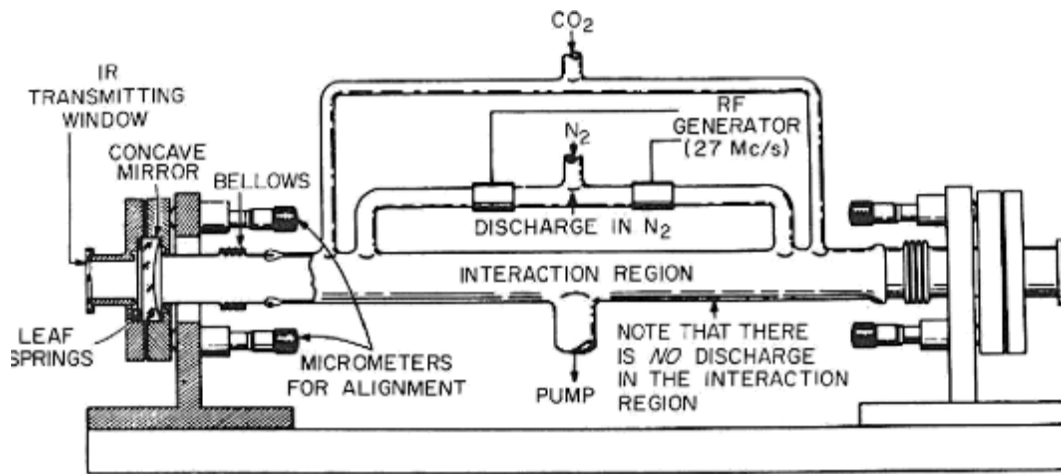 CO2
IR
TRANSMITTING
WINDOW
CONCAVE
MIRROR
BELLOWS
N2
RF
GENERATOR
(27 Mc/s)
DISCHARGE IN N2
INTERACTION REGION
LEAF
SPRINGS
MICROMETERS
FOR ALIGNMENT
PUMP
NOTE THAT THERE
IS NO DISCHARGE
IN THE INTERACTION
REGION